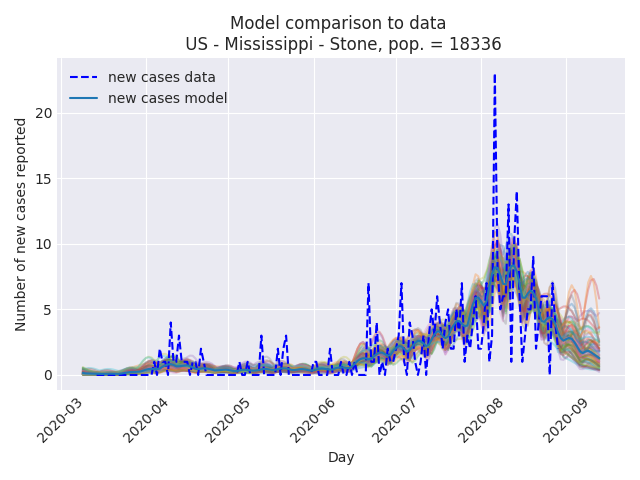 Model comparison to data
US - Mississippi - Stone, pop. = 18336
new cases data
new cases model
Number of new cases reported
20
15
10
5
0
2020-03
2020-04
2020-05
2020-06
2020-07
2020-08
2020-09
Day